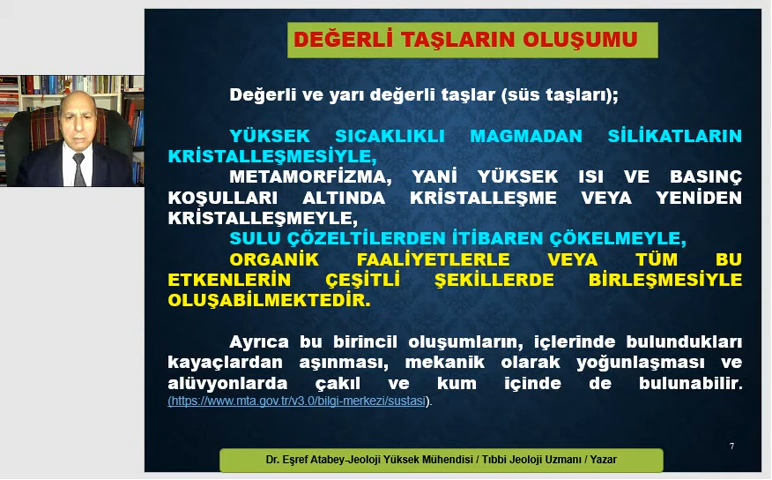 DEĞERLİ TAŞLARIN OLUŞUMU
Değerli ve yarı değerli taşlar (süs taşları);
YÜKSEK SICAKLIKLI MAGMADAN SİLİKATLARIN
KRİSTALLEŞMESİYLE,
METAMORFİZMA, YANİ YÜKSEK ISI VE BASINÇ
KOŞULLARI ALTINDA KRİSTALLEŞME VEYA YENİDEN
KRİSTALLEŞMEYLE,
SULU ÇÖZELTİLERDEN İTİBAREN ÇÖKELMEYLE,
ORGANİK FAALİYETLERLE VEYA TÜM BU
ETKENLERİN ÇEŞİTLİ ŞEKİLLERDE BİRLEŞMESİYLE
OLUŞABİLMEKTEDİR.
Ayrıca bu birincil oluşumların, içlerinde bulundukları
kayaçlardan aşınması, mekanik olarak yoğunlaşması ve
alüvyonlarda çakıl ve kum içinde de bulunabilir.
(https://www.mta.gov.tr/v3.0/bilgi-merkezi/sustasi).
7
Dr. Eşref Atabey-Jeoloji Yüksek Mühendisi / Tıbbi Jeoloji Uzmanı / Yazar